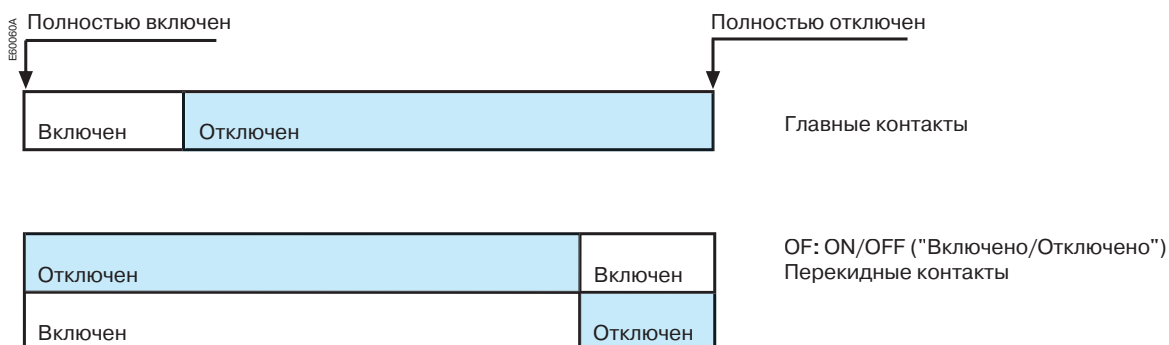 E60060A
Полностью включен
Полностью отключен
Включен
Отключен
Главные контакты
Отключен
Включен
OF: ON/OFF ("Включено/Отключено")
Перекидные контакты
Включен
Отключен